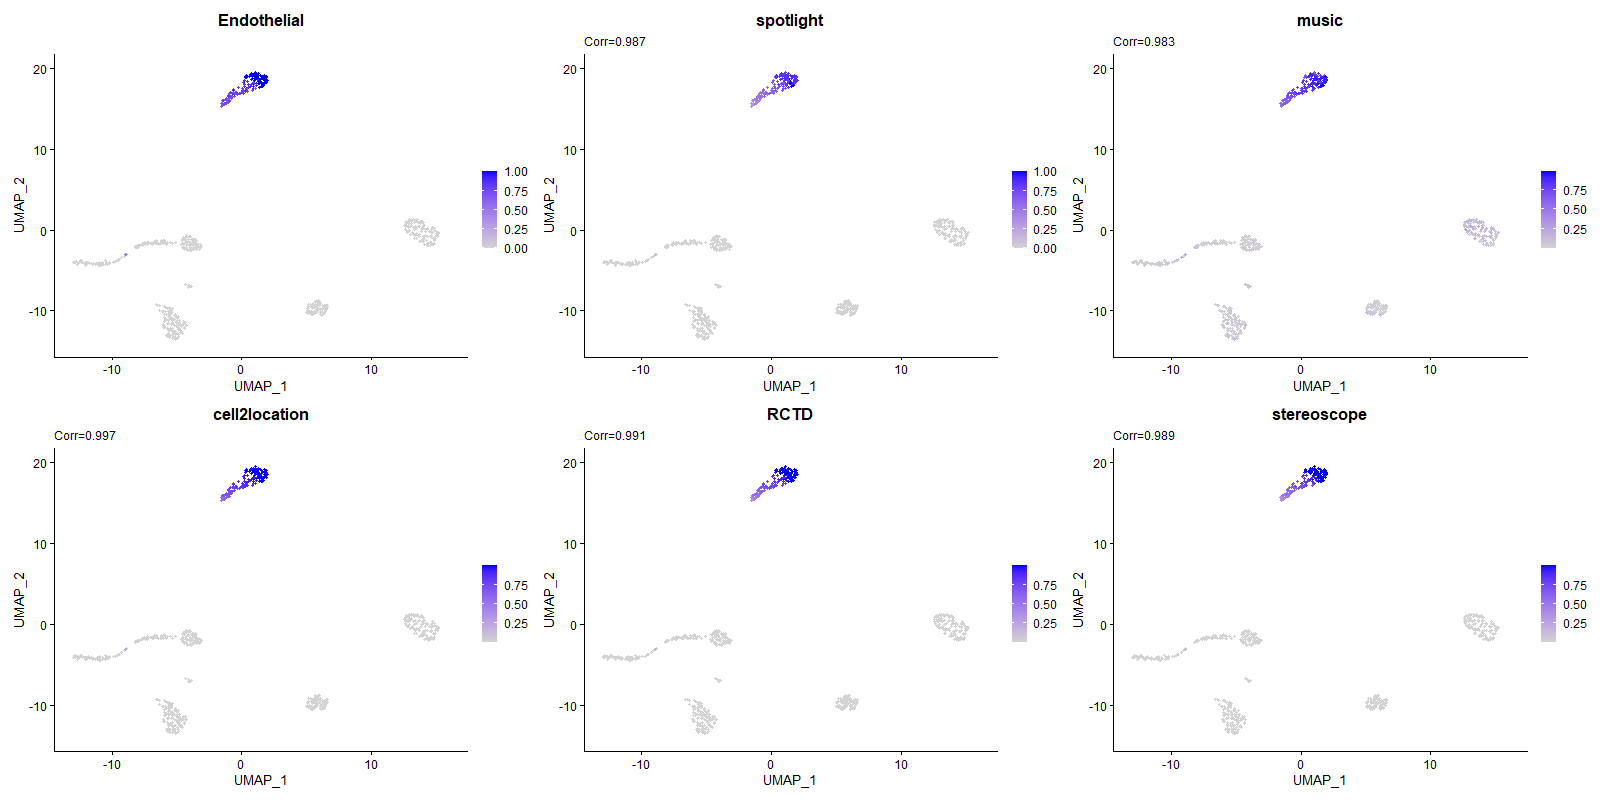 Endothelial
20
10
0
-10
-10
0
10
UMAP_1
UMAP_2
1.00
0.75
0.50
0.25
0.00
spotlight
Corr=0.987
20
10
0
-10
-10
0
10
UMAP_1
UMAP_2
1.00
0.75
0.50
0.25
0.00
music
Corr=0.983
20
10
0
-10
-10
0
10
UMAP_1
UMAP_2
0.75
0.50
0.25
cell2location
Corr=0.997
20
10
0
-10
-10
0
10
UMAP_1
UMAP_2
0.75
0.50
0.25
RCTD
Corr=0.991
20
10
0
-10
-10
0
10
UMAP_1
UMAP_2
0.75
0.50
0.25
stereoscope
Corr=0.989
20
10
0
-10
-10
0
10
UMAP_1
UMAP_2
0.75
0.50
0.25